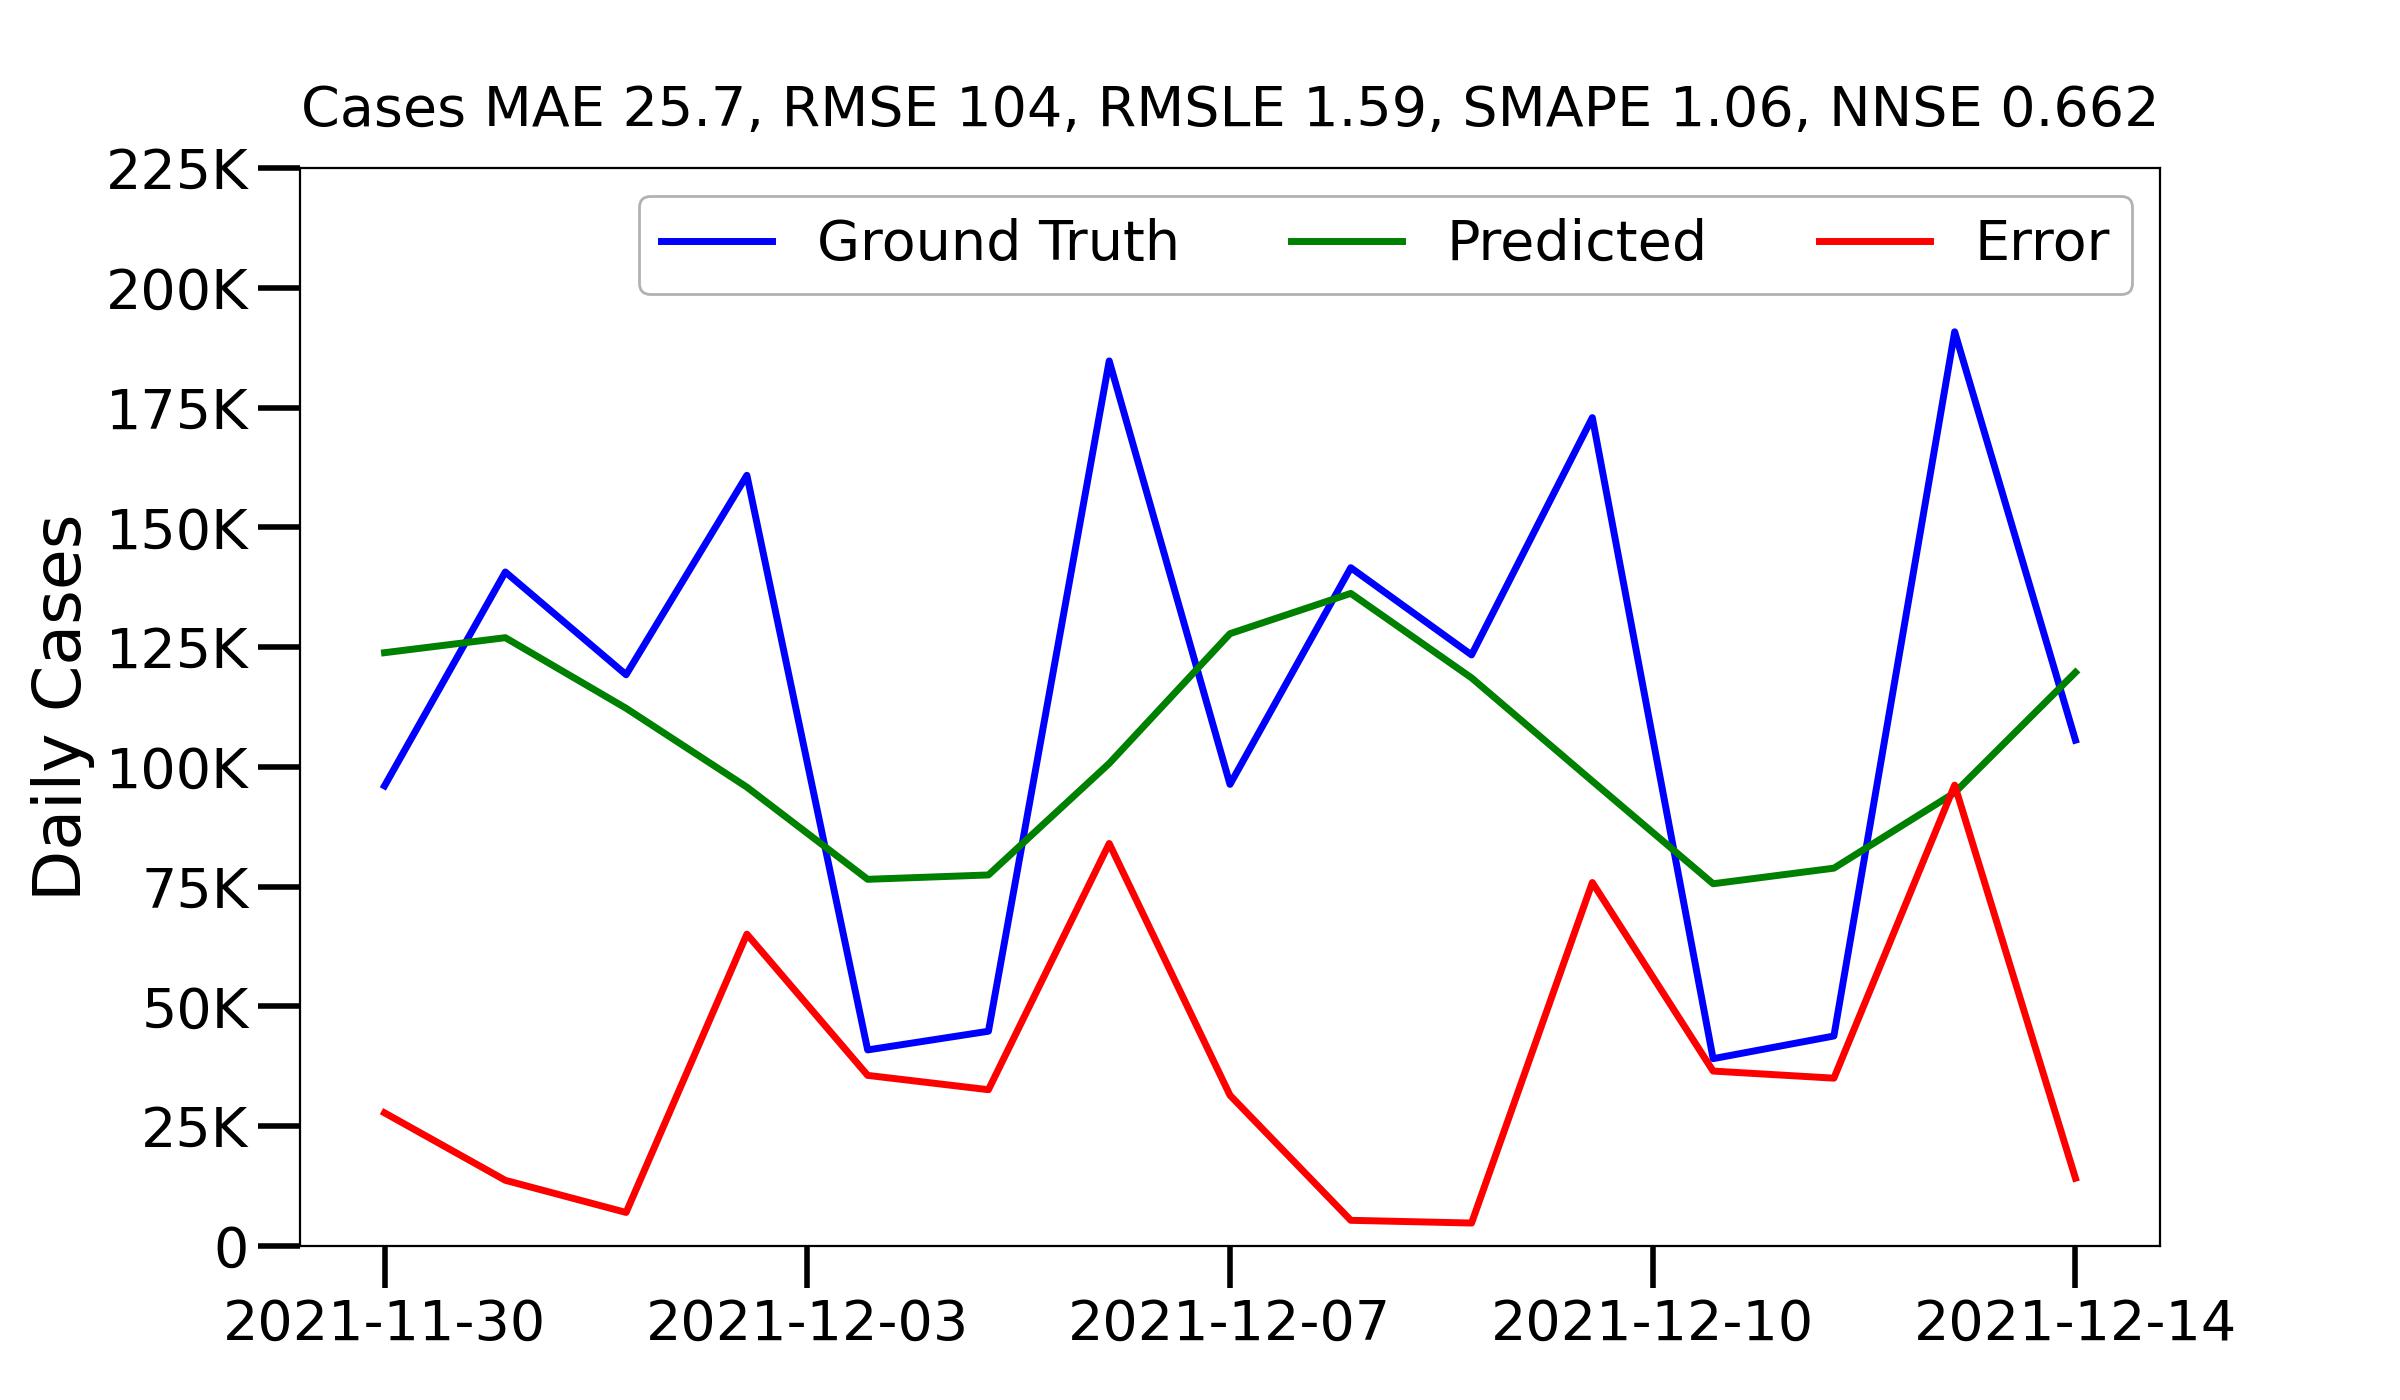 Cases MAE 25.7, RMSE 104, RMSLE 1.59, SMAPE 1.06, NNSE 0.662
Ground Truth Predicted Error
Daily Cases
225K
200K
175K
150K
125K
100K
75K
50K
25K
0
2021-11-30 2021-12-03 2021-12-07 2021-12-10 2021-12-14